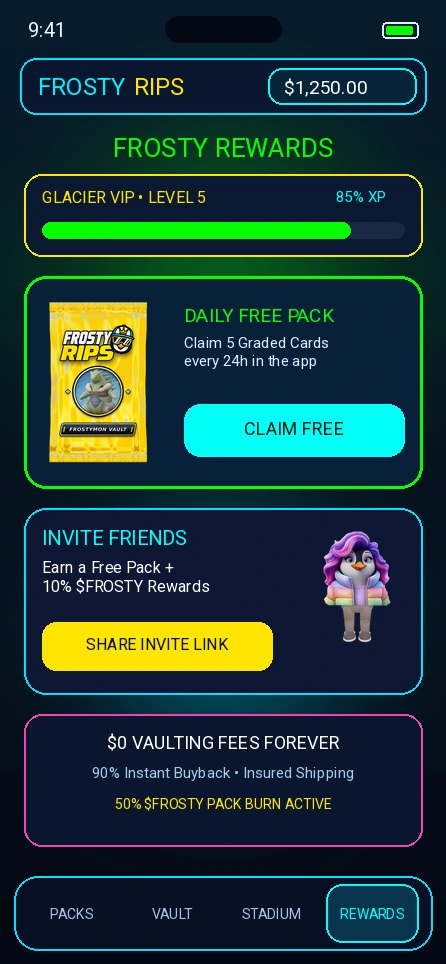 9:41
FROSTY RIPS
$1,250.00
FROSTY REWARDS
GLACIER VIP • LEVEL 5
85% XP
FROSTY
RIPS
FROSTYMON VAULT
DAILY FREE PACK
Claim 5 Graded Cards
every 24h in the app
CLAIM FREE
INVITE FRIENDS
Earn a Free Pack +
10% $FROSTY Rewards
SHARE INVITE LINK
$0 VAULTING FEES FOREVER
90% Instant Buyback • Insured Shipping
50% $FROSTY PACK BURN ACTIVE
PACKS
VAULT
STADIUM
REWARDS